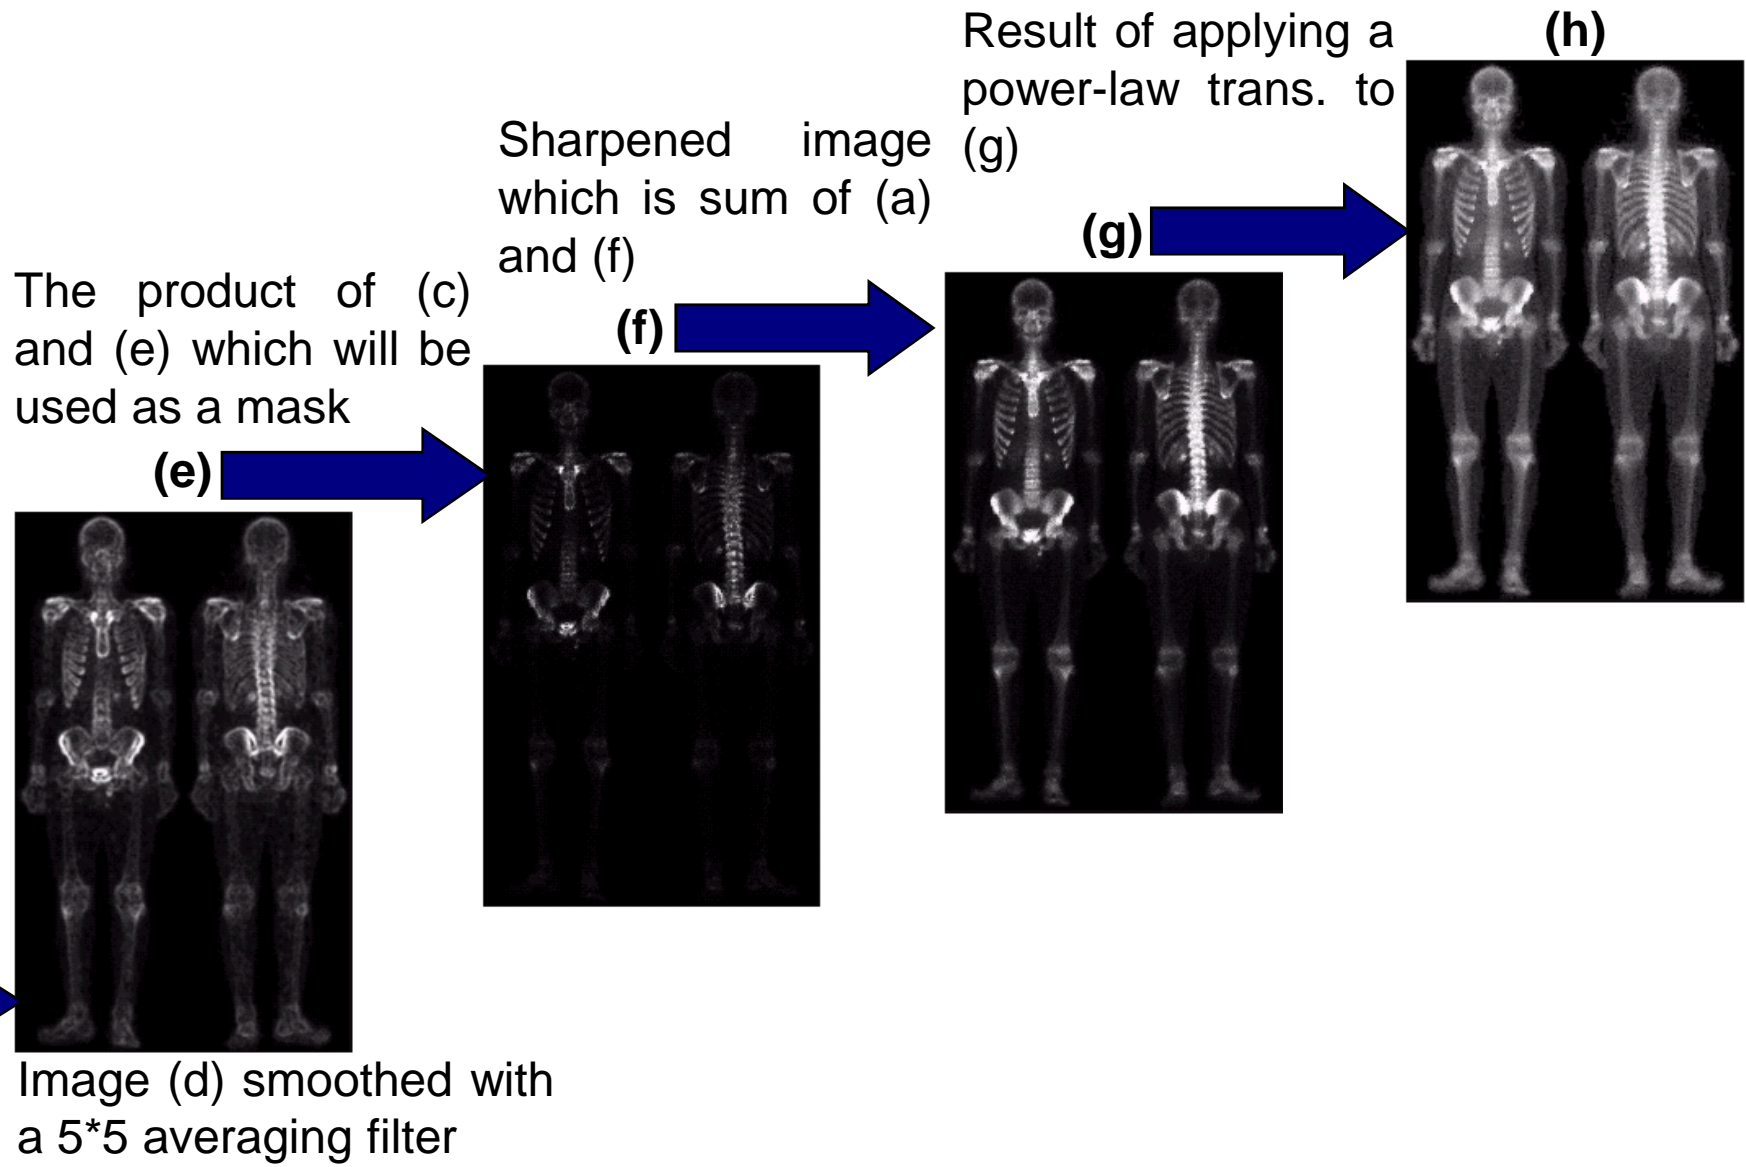 Result of applying a
power-law trans. to
(g)
(h)
Sharpened image
which is sum of (a)
and (f)
(g)
The product of (c)
and (e) which will be
used as a mask
(f)
(e)
Image (d) smoothed with
a 5*5 averaging filter